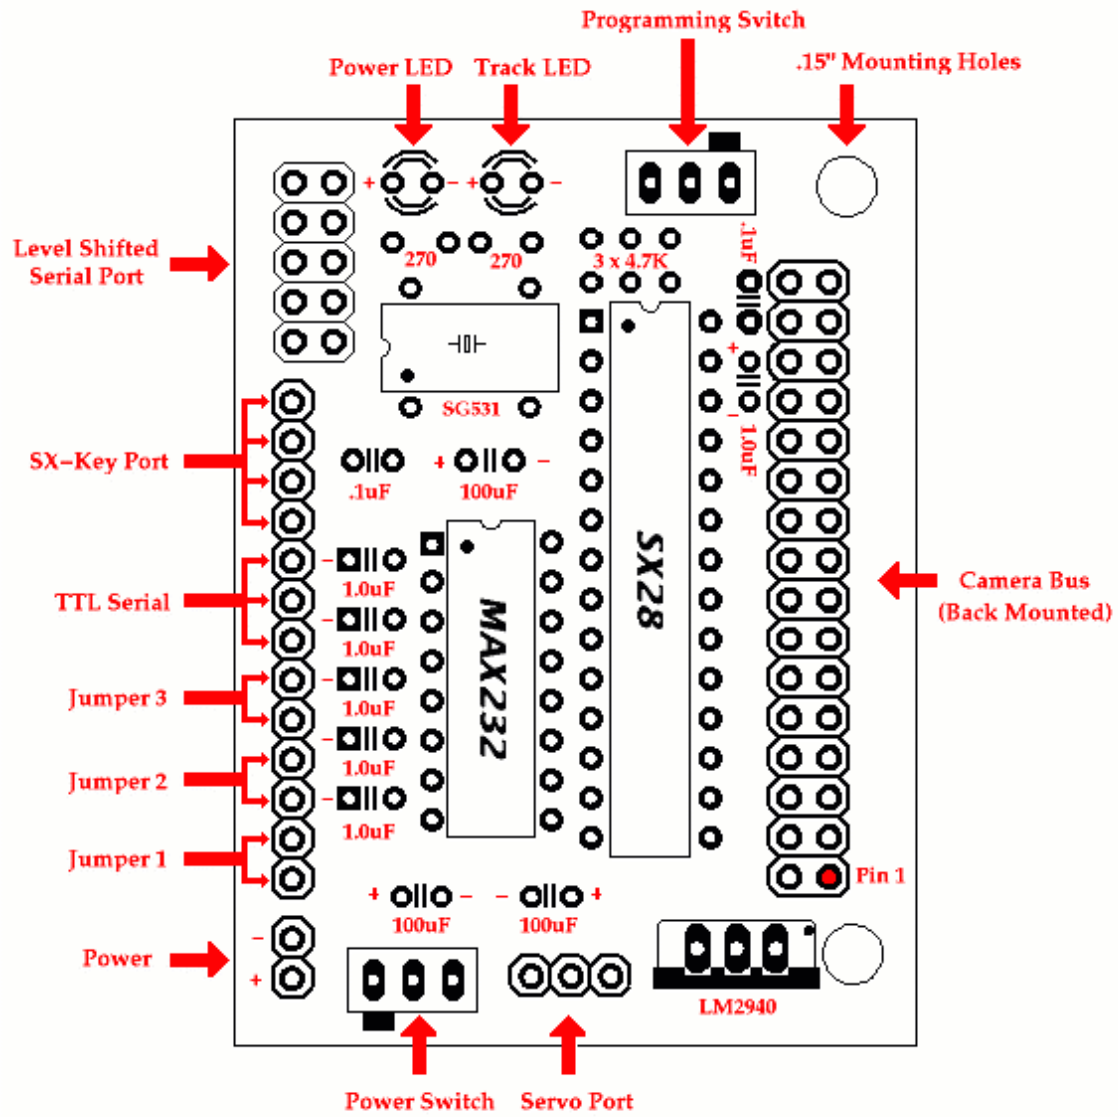 Programming Svitch
Power LED
Track LED
.15" Mounting Holes
+
-
+
-
Level Shifted
Serial Port
270
270
3 x 4.7K
.1uF
+
-
1.0uF
SG531
SX-Key Port
.1uF
+
100uF
-
SX28
MAX232
TTL Serial
-
1.0uF
-
1.0uF
Camera Bus
(Back Mounted)
Jumper 3
-
1.0uF
Jumper 2
-
1.0uF
-
1.0uF
Jumper 1
Pin 1
+
-
100uF
-
+
100uF
Power
-
+
LM2940
Power Switch
Servo Port